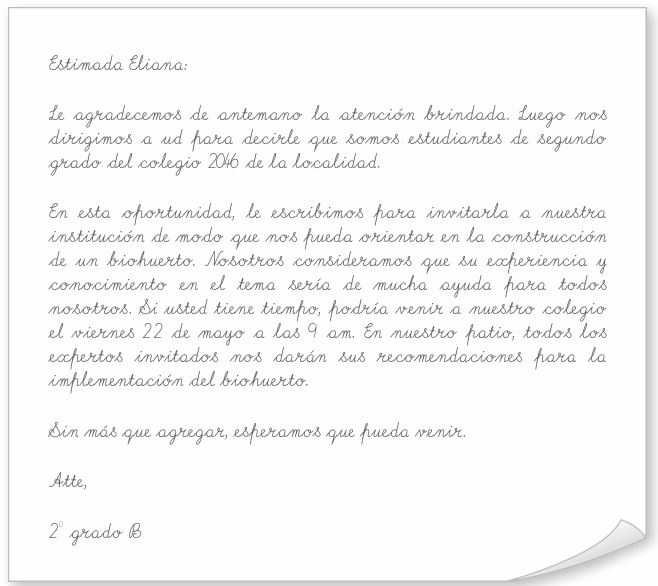 Estimada Eliana:
Le agradecemos de antemano la atención brindada. Luego nos
dirigimos a ud para decirle que somos estudiantes de segundo
grado del colegio 2046 de la localidad.
En esta oportunidad, le escribimos para invitarla a nuestra
institución de modo que nos pueda orientar en la construcción
de un biohuerto. Nosotros consideramos que su experiencia y
conocimiento en el tema sería de mucha ayuda para todos
nosotros. Si usted tiene tiempo, podría venir a nuestro colegio
el viernes 22 de mayo a las 9 am. En nuestro patio, todos los
expertos invitados nos darán sus recomendaciones para la
implementación del biohuerto.
Sin más que agregar, esperamos que pueda venir.
Atte,
2° grado B